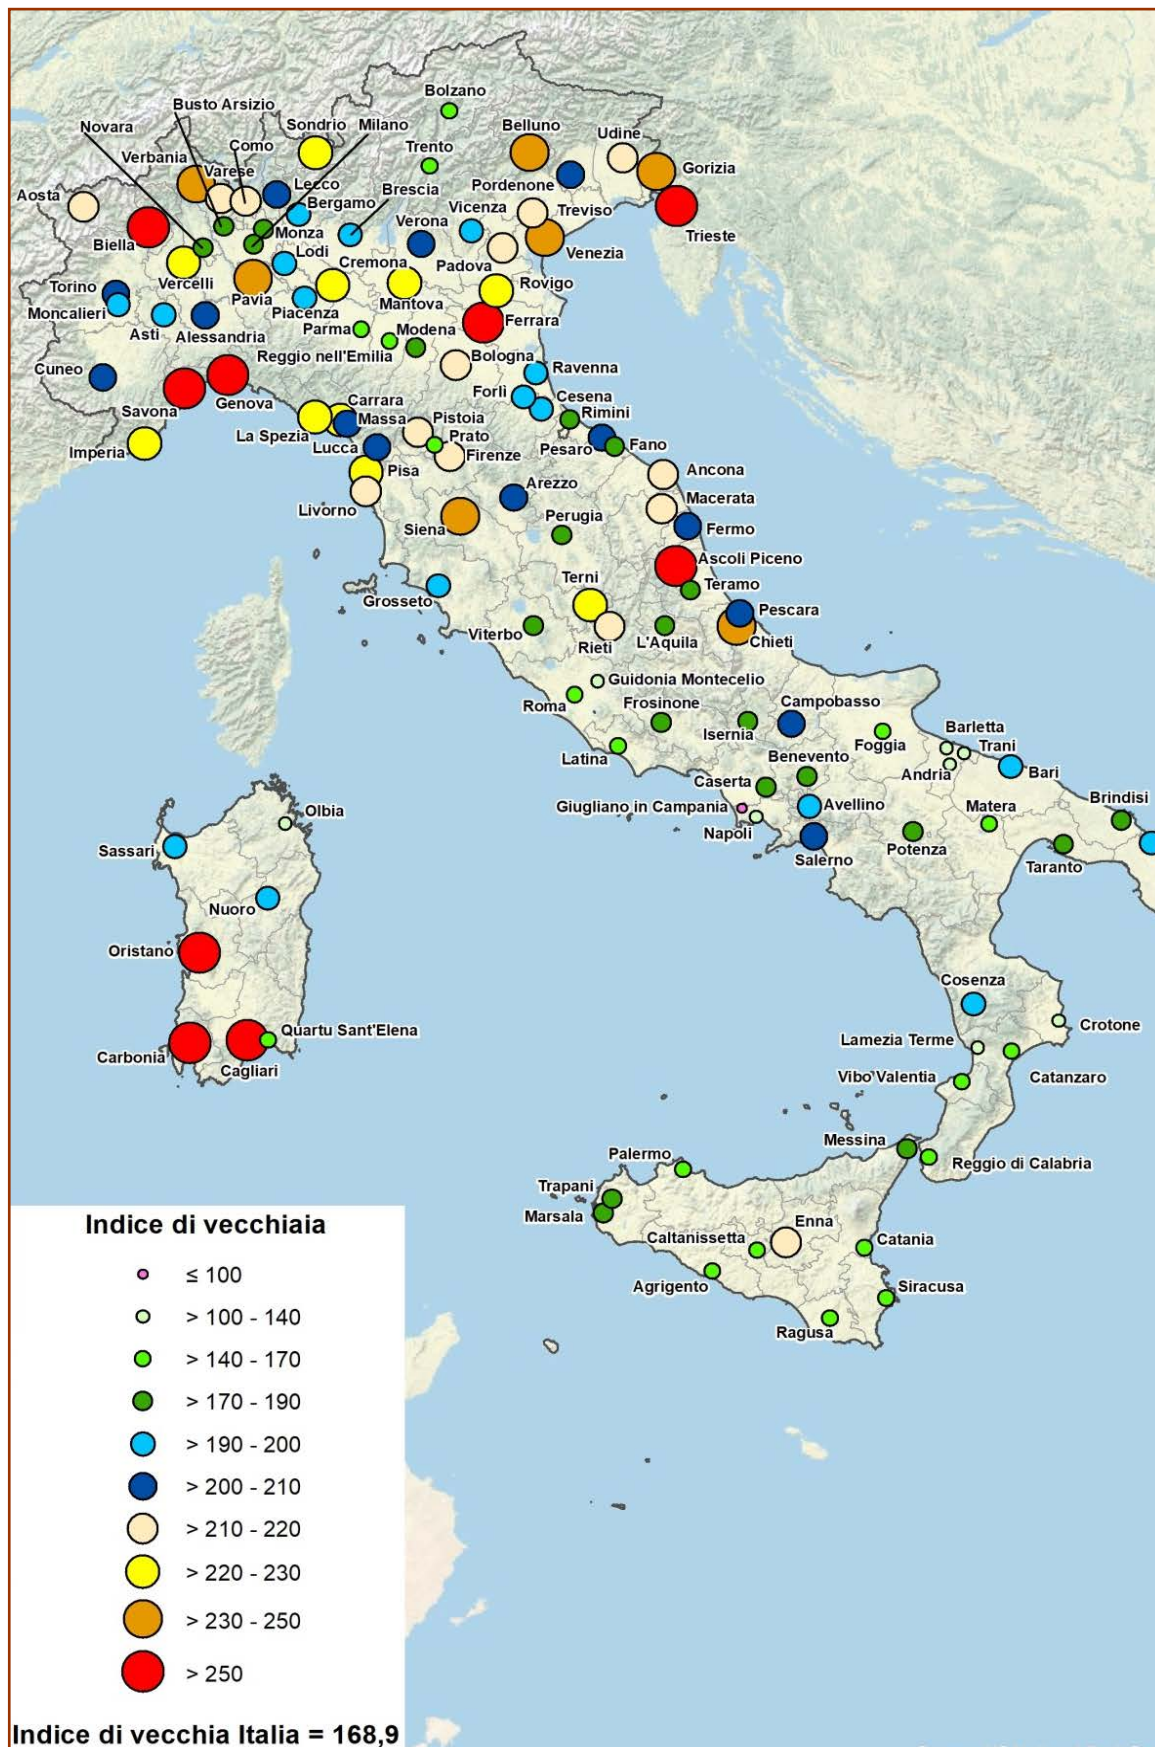 Bolzano
Busto Arsizio
Novara
Sondrio
Milano
Belluno
Udine
Como
Verbania
Trento
Gorizia
Varese
Aosta
Lecco
Brescia
Pordenone
Bergamo
Verona
Vicenza
Treviso
Trieste
Biella
Monza
Lodi
Cremona
Padova
Venezia
Torino
Vercelli
Rovigo
Pavia
Mantova
Moncalieri
Piacenza
Ferrara
Asti
Alessandria
Parma
Modena
Reggio nell'Emilia
Bologna
Cuneo
Ravenna
Forlì
Cesena
Savona
Genova
Carrara
Massa
Pistoia
Rimini
La Spezia
Prato
Lucca
Firenze
Pesaro
Fano
Imperia
Pisa
Ancona
Arezzo
Macerata
Livorno
Perugia
Siena
Fermo
Ascoli Piceno
Terni
Teramo
Grosseto
Pescara
Viterbo
Rieti
L'Aquila
Chieti
Guidonia Montecelio
Roma
Frosinone
Campobasso
Isernia
Barletta
Latina
Foggia
Trani
Benevento
Andria
Bari
Caserta
Giugliano in Campania
Avellino
Matera
Brindisi
Olbia
Napoli
Sassari
Salerno
Potenza
Taranto
Nuoro
Oristano
Cosenza
Quartu Sant'Elena
Crotone
Carbonia
Cagliari
Lamezia Terme
Vibo Valentia
Catanzaro
Messina
Palermo
Reggio di Calabria
Trapani
Marsala
Enna
Caltanissetta
Catania
Agrigento
Siracusa
Ragusa
Indice di vecchiaia
≤ 100
> 100 - 140
> 140 - 170
> 170 - 190
> 190 - 200
> 200 - 210
> 210 - 220
> 220 - 230
> 230 - 250
> 250
Indice di vecchia Italia = 168,9